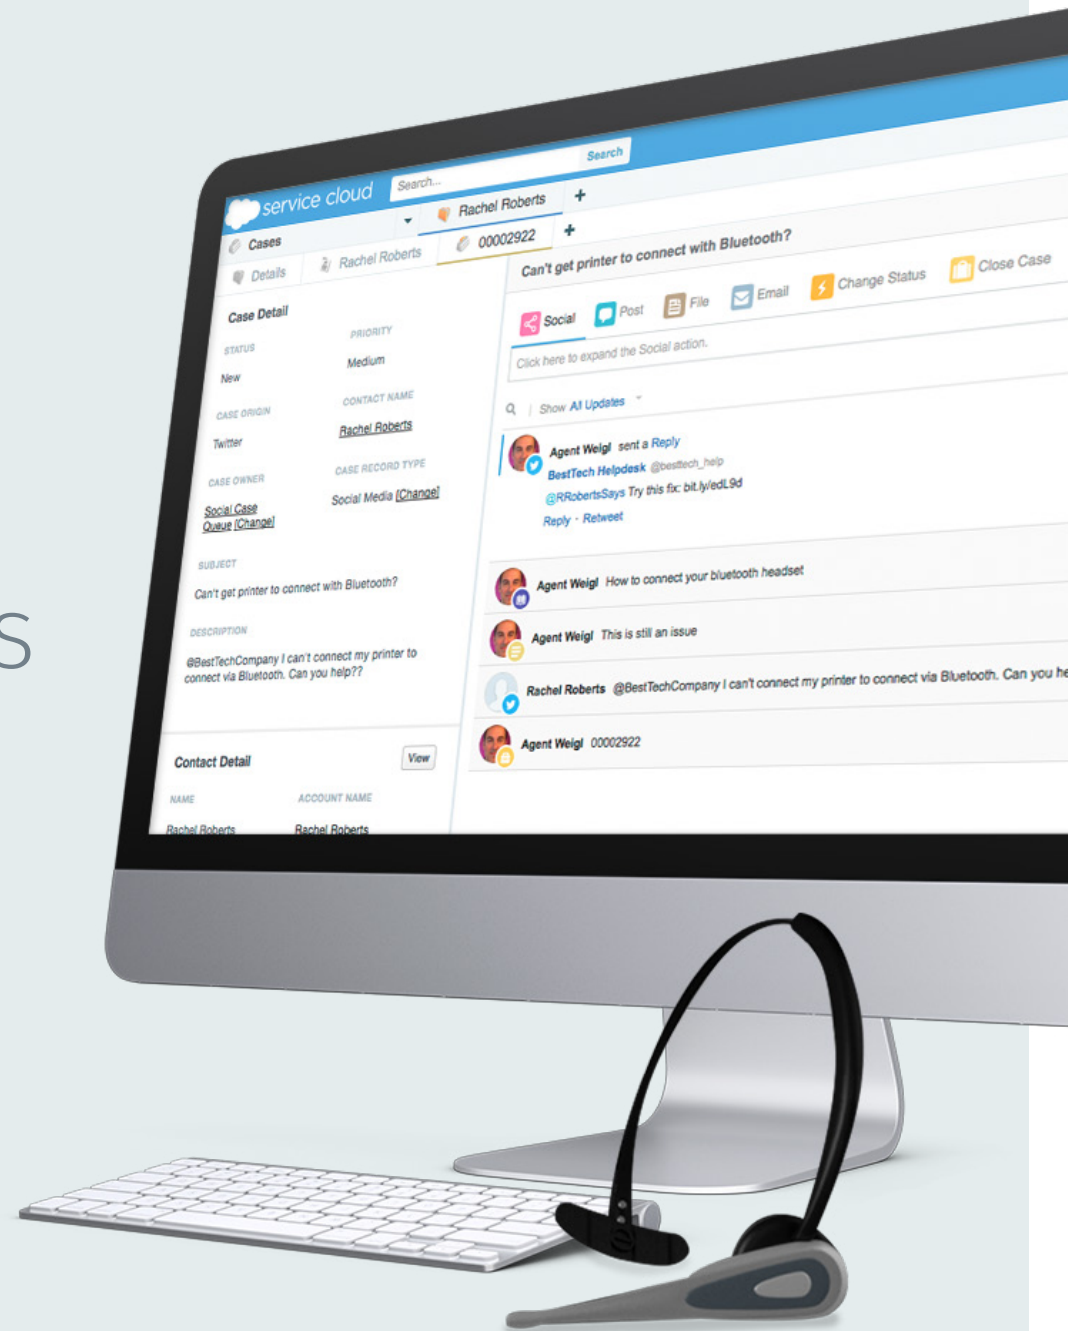 service cloud
Search...
Search
Cases
Rachel Roberts
Details
Rachel Roberts
00002922
Case Detail
STATUS
PRIORITY
New
Medium
CASE ORIGIN
CONTACT NAME
Twitter
Rachel Roberts
CASE OWNER
CASE RECORD TYPE
Social Case
Queue [Change]
Social Media [Change]
SUBJECT
Can't get printer to connect with Bluetooth?
DESCRIPTION
@BestTechCompany I can't connect my printer to
connect via Bluetooth. Can you help??
Contact Detail
View
NAME
ACCOUNT NAME
Rachel Roberts
Rachel Roberts
Can't get printer to connect with Bluetooth?
Social
Post
File
Email
Change Status
Close Case
Click here to expand the Social action.
Show All Updates
Agent Weigl sent a Reply
BestTech Helpdesk @besttech_help
@RRobertsSays Try this fix: bit.ly/edL9d
Reply · Retweet
Agent Weigl How to connect your bluetooth headset
Agent Weigl This is still an issue
Rachel Roberts @BestTechCompany I can't connect my printer to connect via Bluetooth. Can you he
Agent Weigl 00002922
S